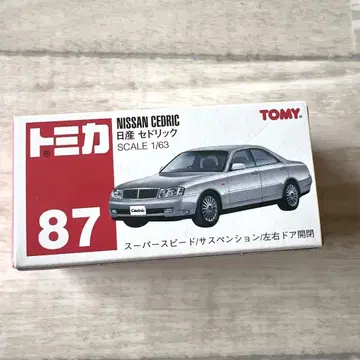 トミカ
87
NISSAN CEDRIC
日産 セドリック
SCALE 1/63
TOMY
スーパースピード/サスペンション/左右ドア開閉